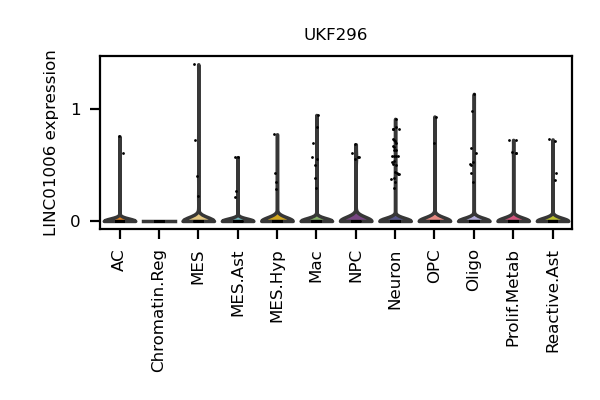 UKF296
LINC01006 expression
1
0
AC
Chromatin.Reg
MES
MES.Ast
MES.Hyp
Mac
NPC
Neuron
OPC
Oligo
Prolif.Metab
Reactive.Ast